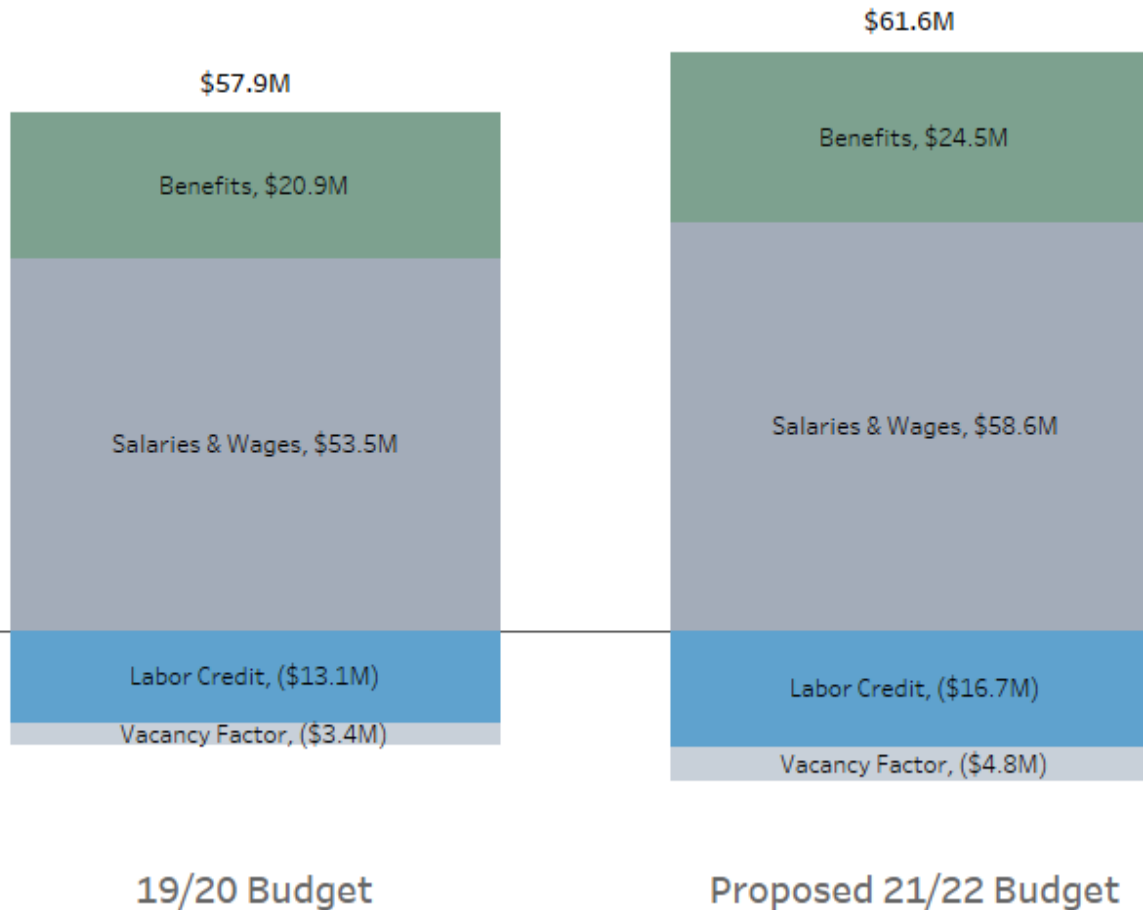 $57.9M
Benefits, $20.9M
Salaries & Wages, $53.5M
Labor Credit, ($13.1M)
Vacancy Factor, ($3.4M)
19/20 Budget
$61.6M
Benefits, $24.5M
Salaries & Wages, $58.6M
Labor Credit, ($16.7M)
Vacancy Factor, ($4.8M)
Proposed 21/22 Budget